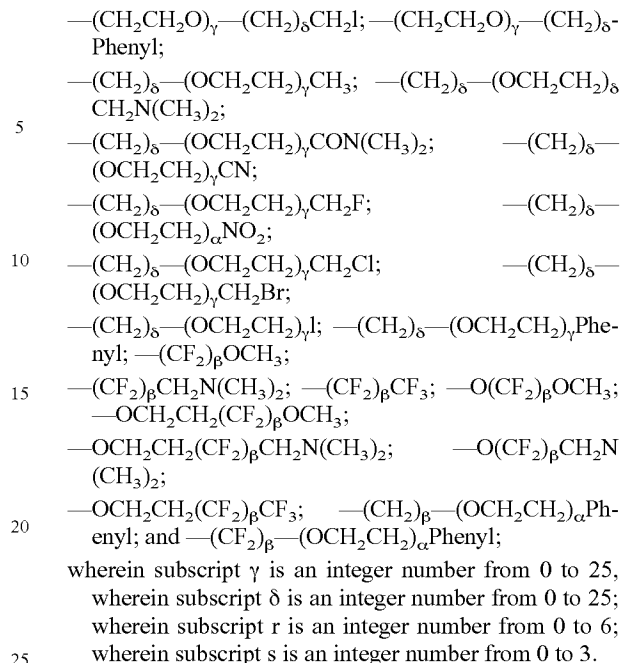 —(CH₂CH₂O)ᵧ—(CH₂)δCH₂l; —(CH₂CH₂O)ᵧ—(CH₂)δ-
Phenyl;
—(CH₂)δ—(OCH₂CH₂)ᵧCH₃; —(CH₂)δ—(OCH₂CH₂)δ
CH₂N(CH₃)₂;
5
—(CH₂)δ—(OCH₂CH₂)ᵧCON(CH₃)₂; —(CH₂)δ—
(OCH₂CH₂)ᵧCN;
—(CH₂)δ—(OCH₂CH₂)ᵧCH₂F; —(CH₂)δ—
(OCH₂CH₂)αNO₂;
10
—(CH₂)δ—(OCH₂CH₂)ᵧCH₂Cl; —(CH₂)δ—
(OCH₂CH₂)ᵧCH₂Br;
—(CH₂)δ—(OCH₂CH₂)ᵧl; —(CH₂)δ—(OCH₂CH₂)ᵧPhe-
nyl; —(CF₂)βOCH₃;
15
—(CF₂)βCH₂N(CH₃)₂; —(CF₂)βCF₃; —O(CF₂)βOCH₃;
—OCH₂CH₂(CF₂)βOCH₃;
—OCH₂CH₂(CF₂)βCH₂N(CH₃)₂; —O(CF₂)βCH₂N
(CH₃)₂;
20
—OCH₂CH₂(CF₂)βCF₃; —(CH₂)β—(OCH₂CH₂)αPh-
enyl; and —(CF₂)β—(OCH₂CH₂)αPhenyl;
wherein subscript γ is an integer number from 0 to 25,
wherein subscript δ is an integer number from 0 to 25;
wherein subscript r is an integer number from 0 to 6;
25
wherein subscript s is an integer number from 0 to 3.